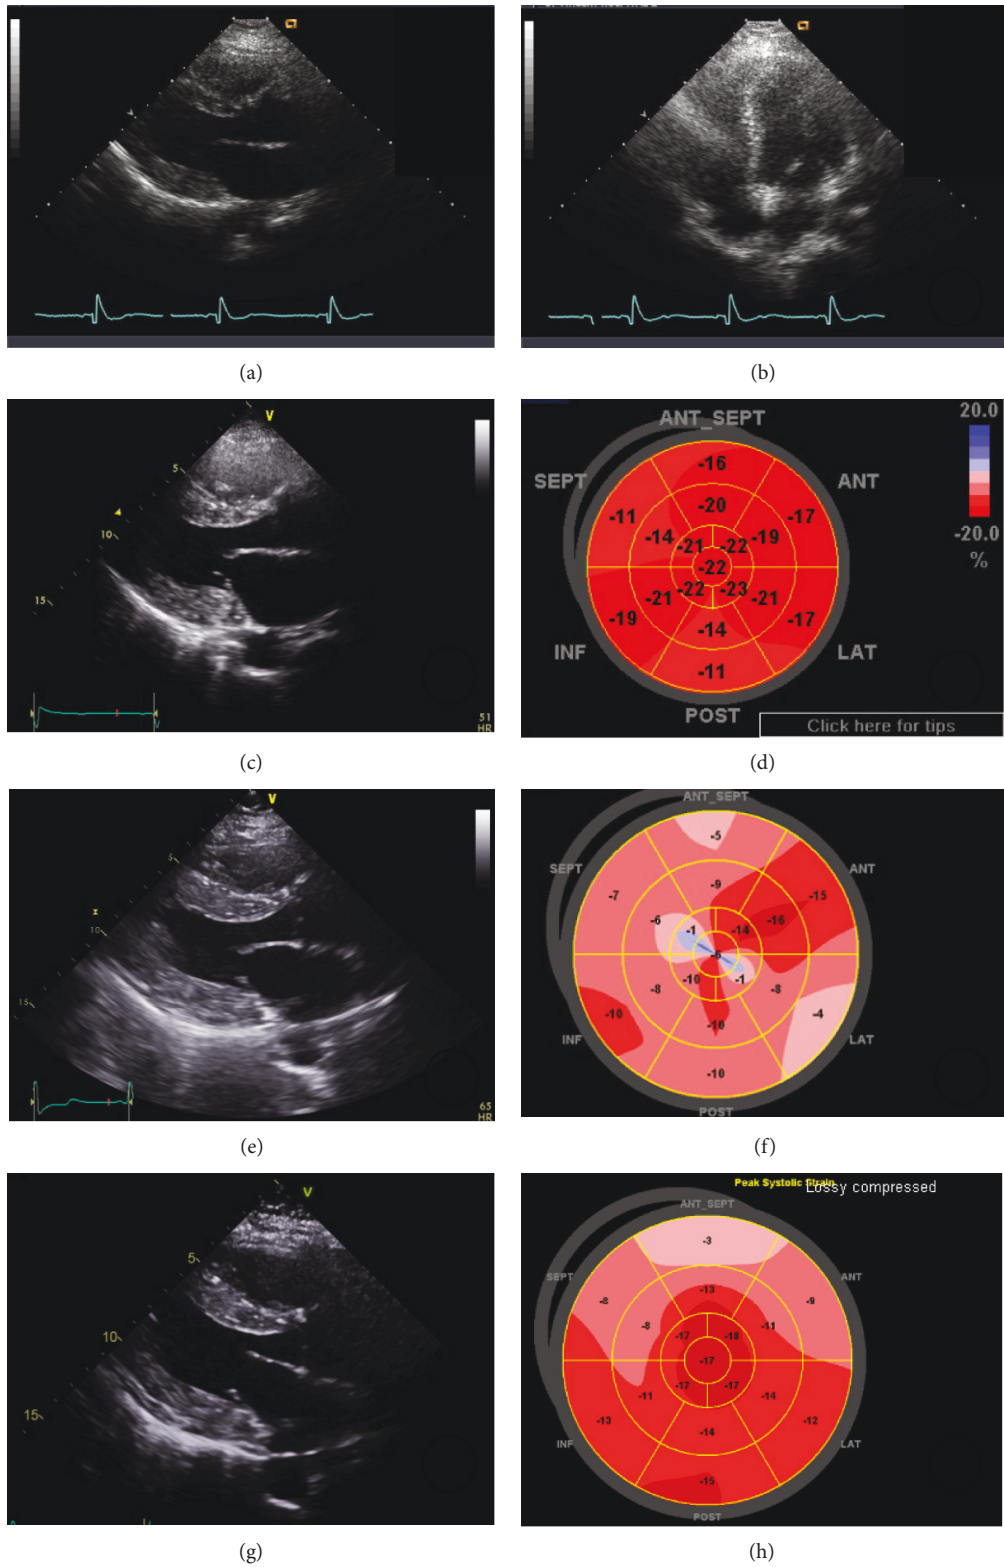 (a)
(b)
V
5
10
15
51
HR
(c)
ANT_SEPT
SEPT
ANT
INF
LAT
POST
20.0
-20.0
%
-16
-11
-20
-17
-14
-19
-21
-22
-22
-22
-23
-19
-21
-21
-17
-14
-11
Click here for tips
(d)
V
5
10
15
65
HR
(e)
ANT_SEPT
SEPT
ANT
INF
LAT
POST
-5
-7
-9
-15
-6
-1
-14
-16
-6
-10
-1
-8
-8
-10
-4
-10
-10
(f)
V
5
10
15
(g)
Peak Systolic Strain
Lossy compressed
ANT_SEPT
SEPT
ANT
INF
LAT
POST
-3
-8
-13
-9
-8
-17
-18
-11
-17
-11
-17
-17
-14
-13
-12
-14
-15
(h)